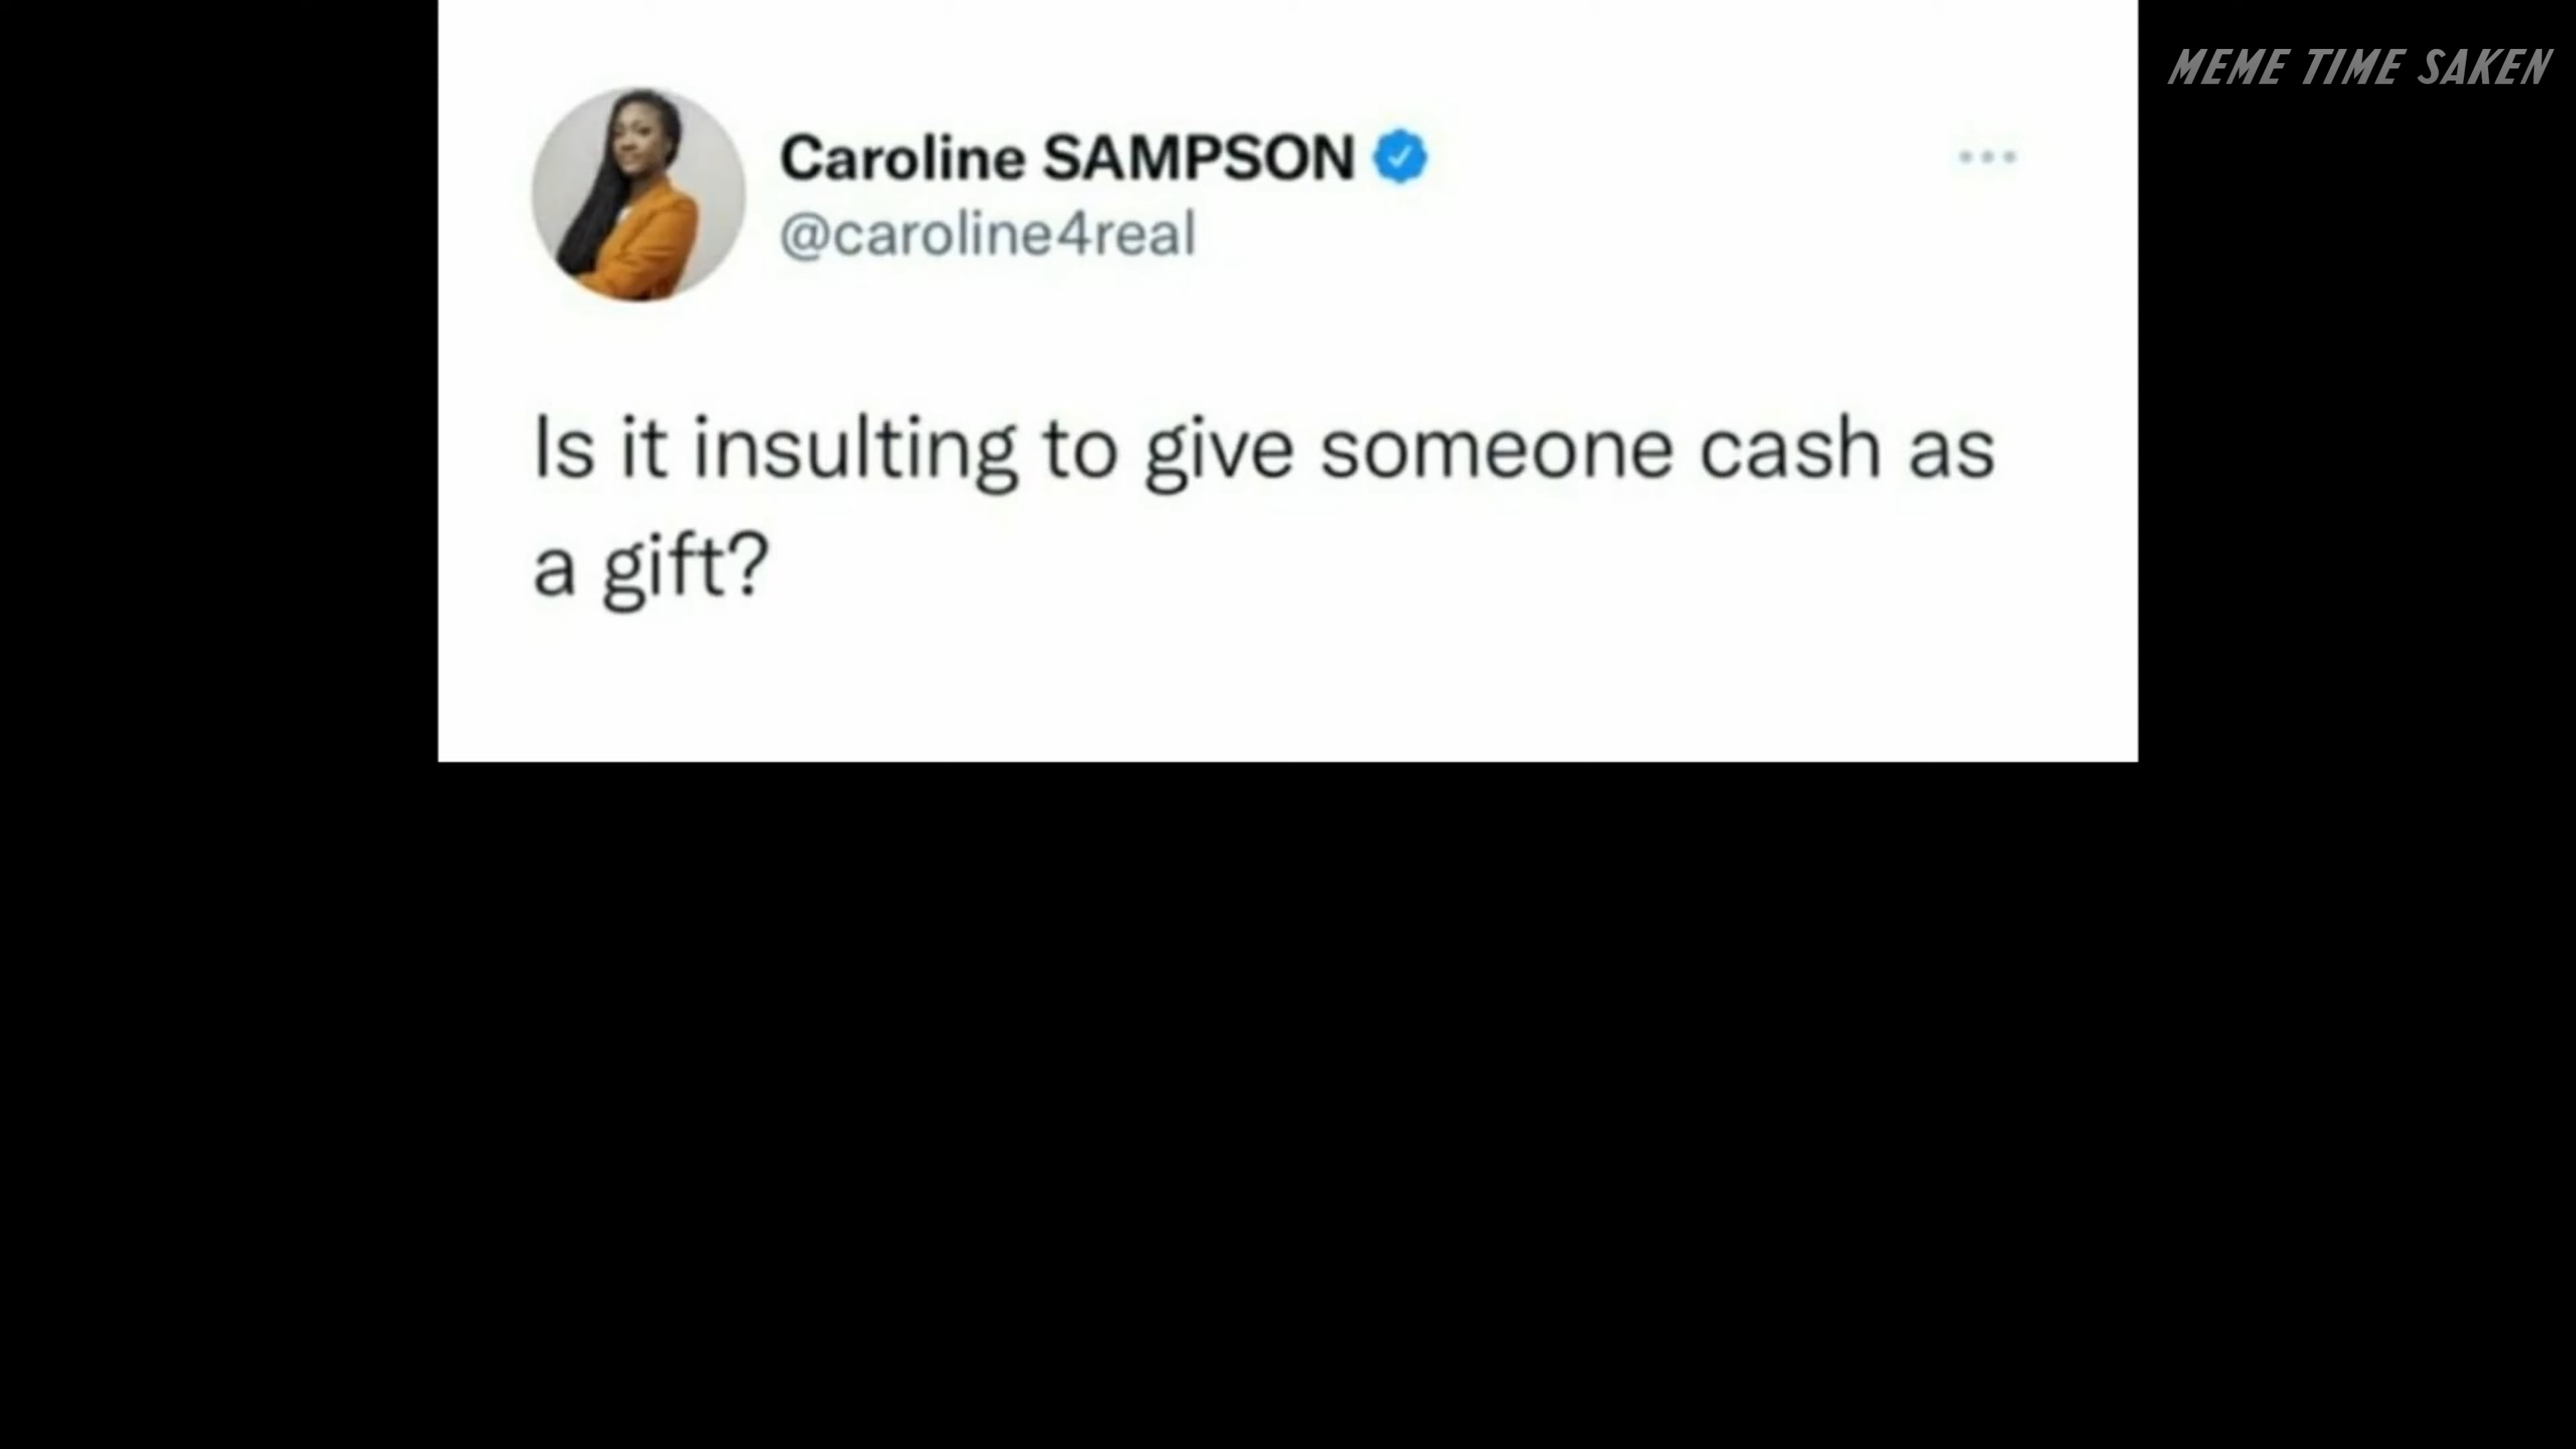 MEME TIME SAKEN
Caroline SAMPSON
@caroline4real
Is it insulting to give someone cash as
a gift?